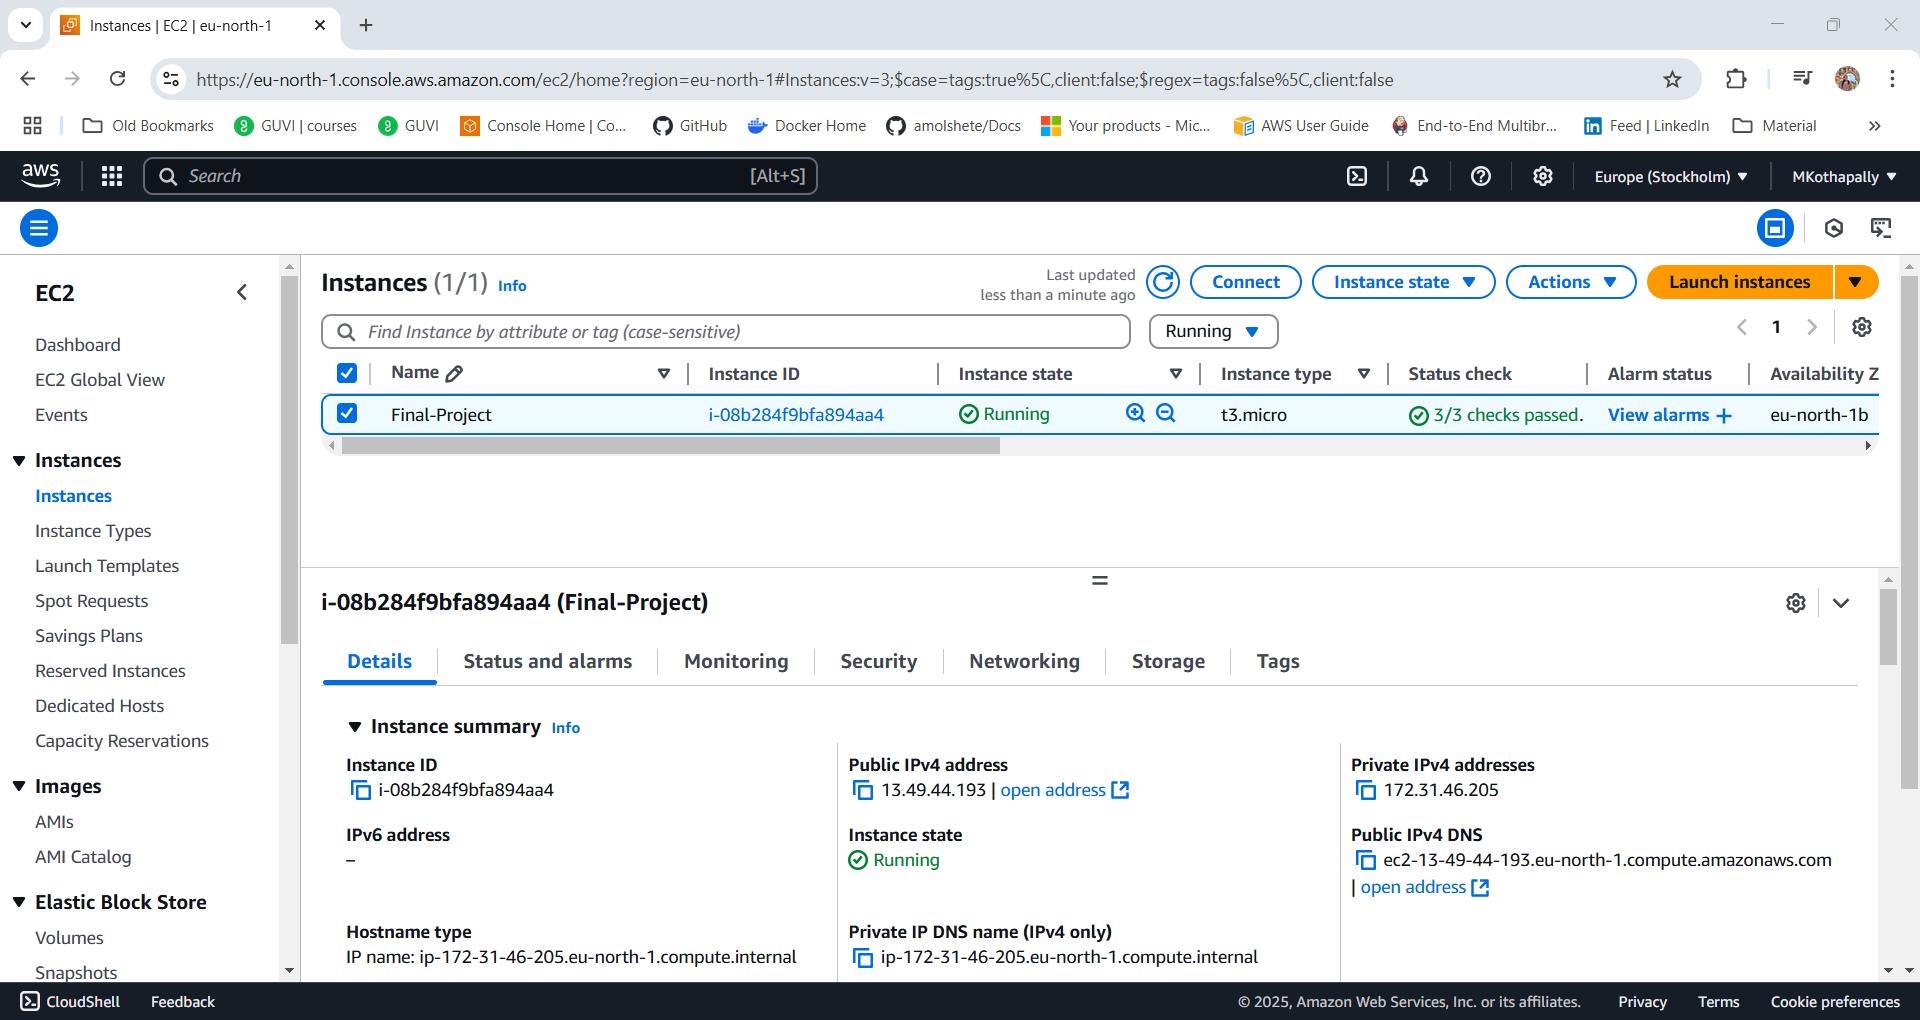 Instances | EC2 | eu-north-1
https://eu-north-1.console.aws.amazon.com/ec2/home?region=eu-north-1#Instances:v=3;$case=tags:true%5C,client:false;$regex=tags:false%5C,client:false
Old Bookmarks GUVI | courses GUVI Console Home | Co... GitHub Docker Home amolshete/Docs Your products - Mic... AWS User Guide End-to-End Multibr... Feed | LinkedIn Material
aws Search [Alt+S] Europe (Stockholm) MKothapally
EC2
Dashboard
EC2 Global View
Events
Instances
Instances
Instance Types
Launch Templates
Spot Requests
Savings Plans
Reserved Instances
Dedicated Hosts
Capacity Reservations
Images
AMIs
AMI Catalog
Elastic Block Store
Volumes
Snapshots
Instances (1/1) Info
Last updated
less than a minute ago
Connect Instance state Actions Launch instances
Find Instance by attribute or tag (case-sensitive) Running 1
Name Instance ID Instance state Instance type Status check Alarm status Availability Z
Final-Project i-08b284f9bfa894aa4 Running t3.micro 3/3 checks passed. View alarms + eu-north-1b
i-08b284f9bfa894aa4 (Final-Project)
Details Status and alarms Monitoring Security Networking Storage Tags
Instance summary Info
Instance ID
i-08b284f9bfa894aa4
Public IPv4 address
13.49.44.193 | open address
Private IPv4 addresses
172.31.46.205
IPv6 address
–
Instance state
Running
Public IPv4 DNS
ec2-13-49-44-193.eu-north-1.compute.amazonaws.com
| open address
Hostname type
IP name: ip-172-31-46-205.eu-north-1.compute.internal
Private IP DNS name (IPv4 only)
ip-172-31-46-205.eu-north-1.compute.internal
CloudShell Feedback © 2025, Amazon Web Services, Inc. or its affiliates. Privacy Terms Cookie preferences